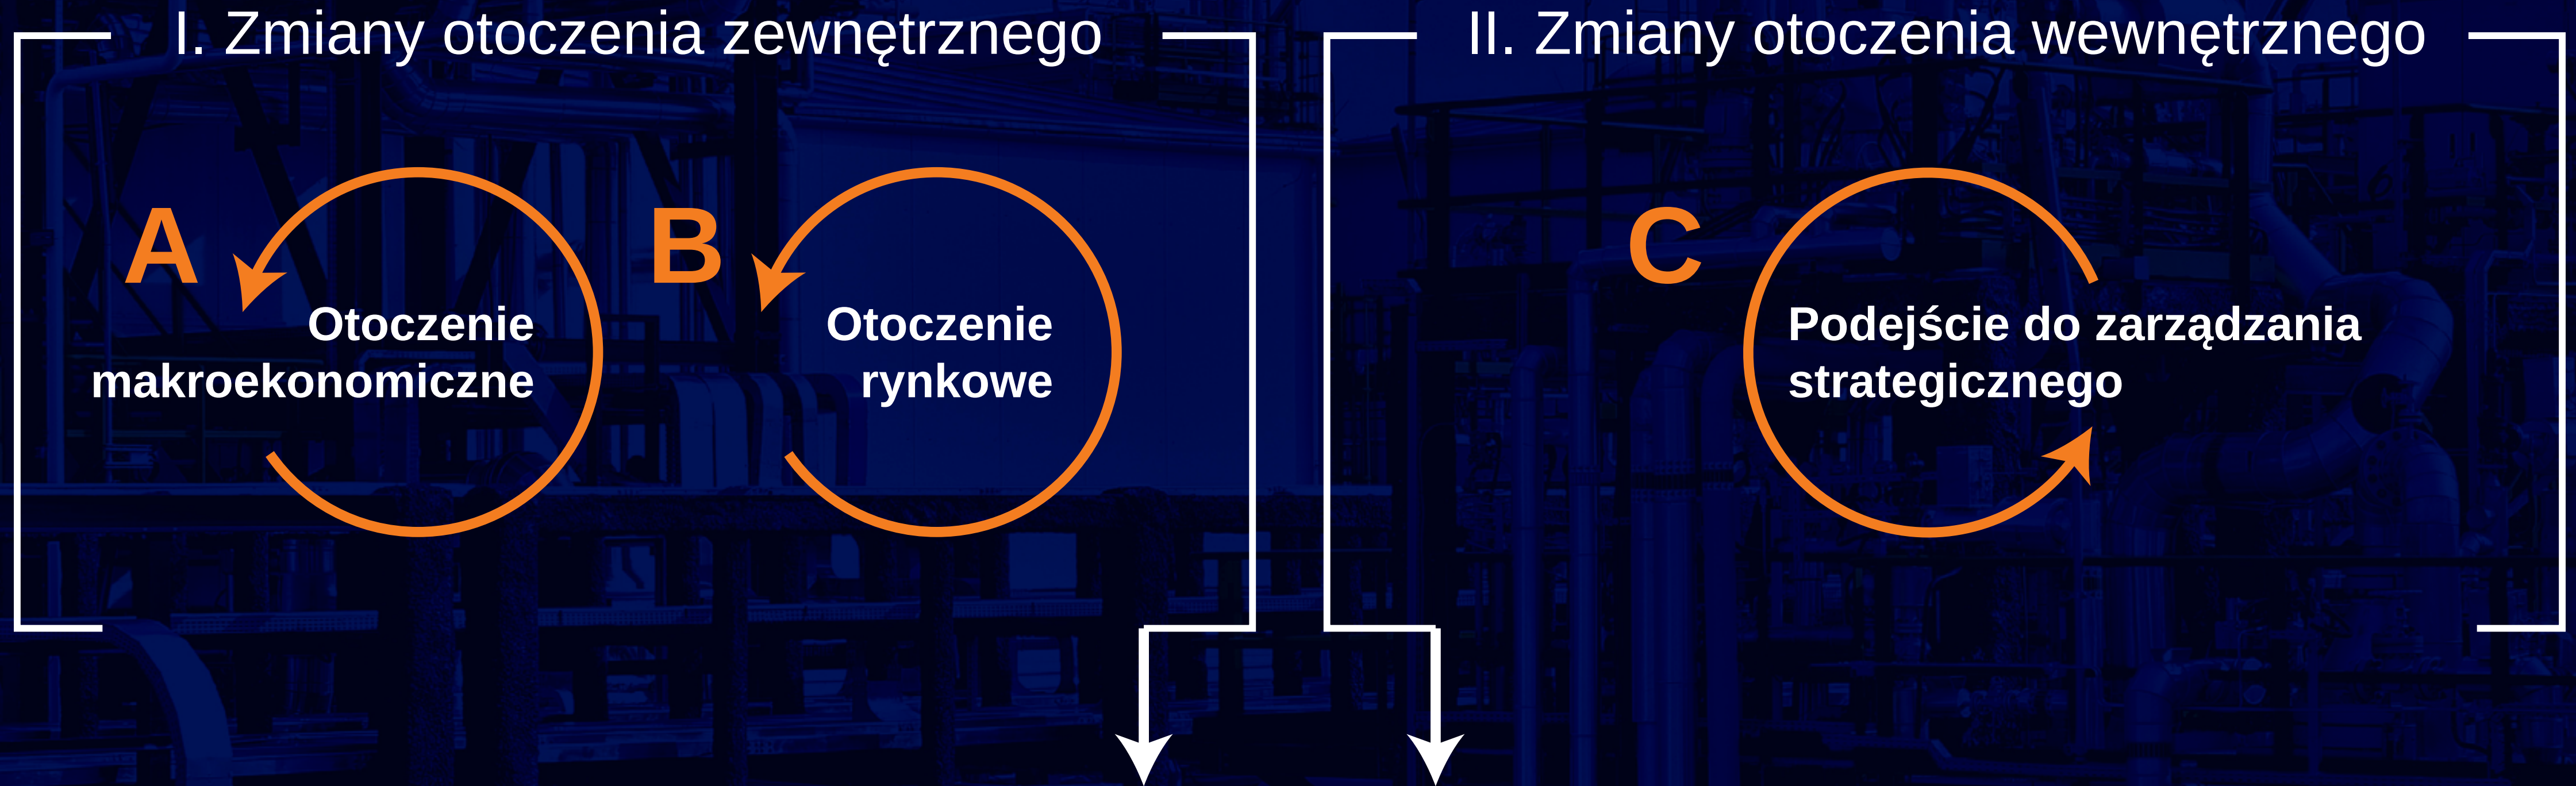 I. Zmiany otoczenia zewnętrznego
A
Otoczenie
makroekonomiczne
B
Otoczenie
rynkowe
II. Zmiany otoczenia wewnętrznego
C
Podejście do zarządzania
strategicznego